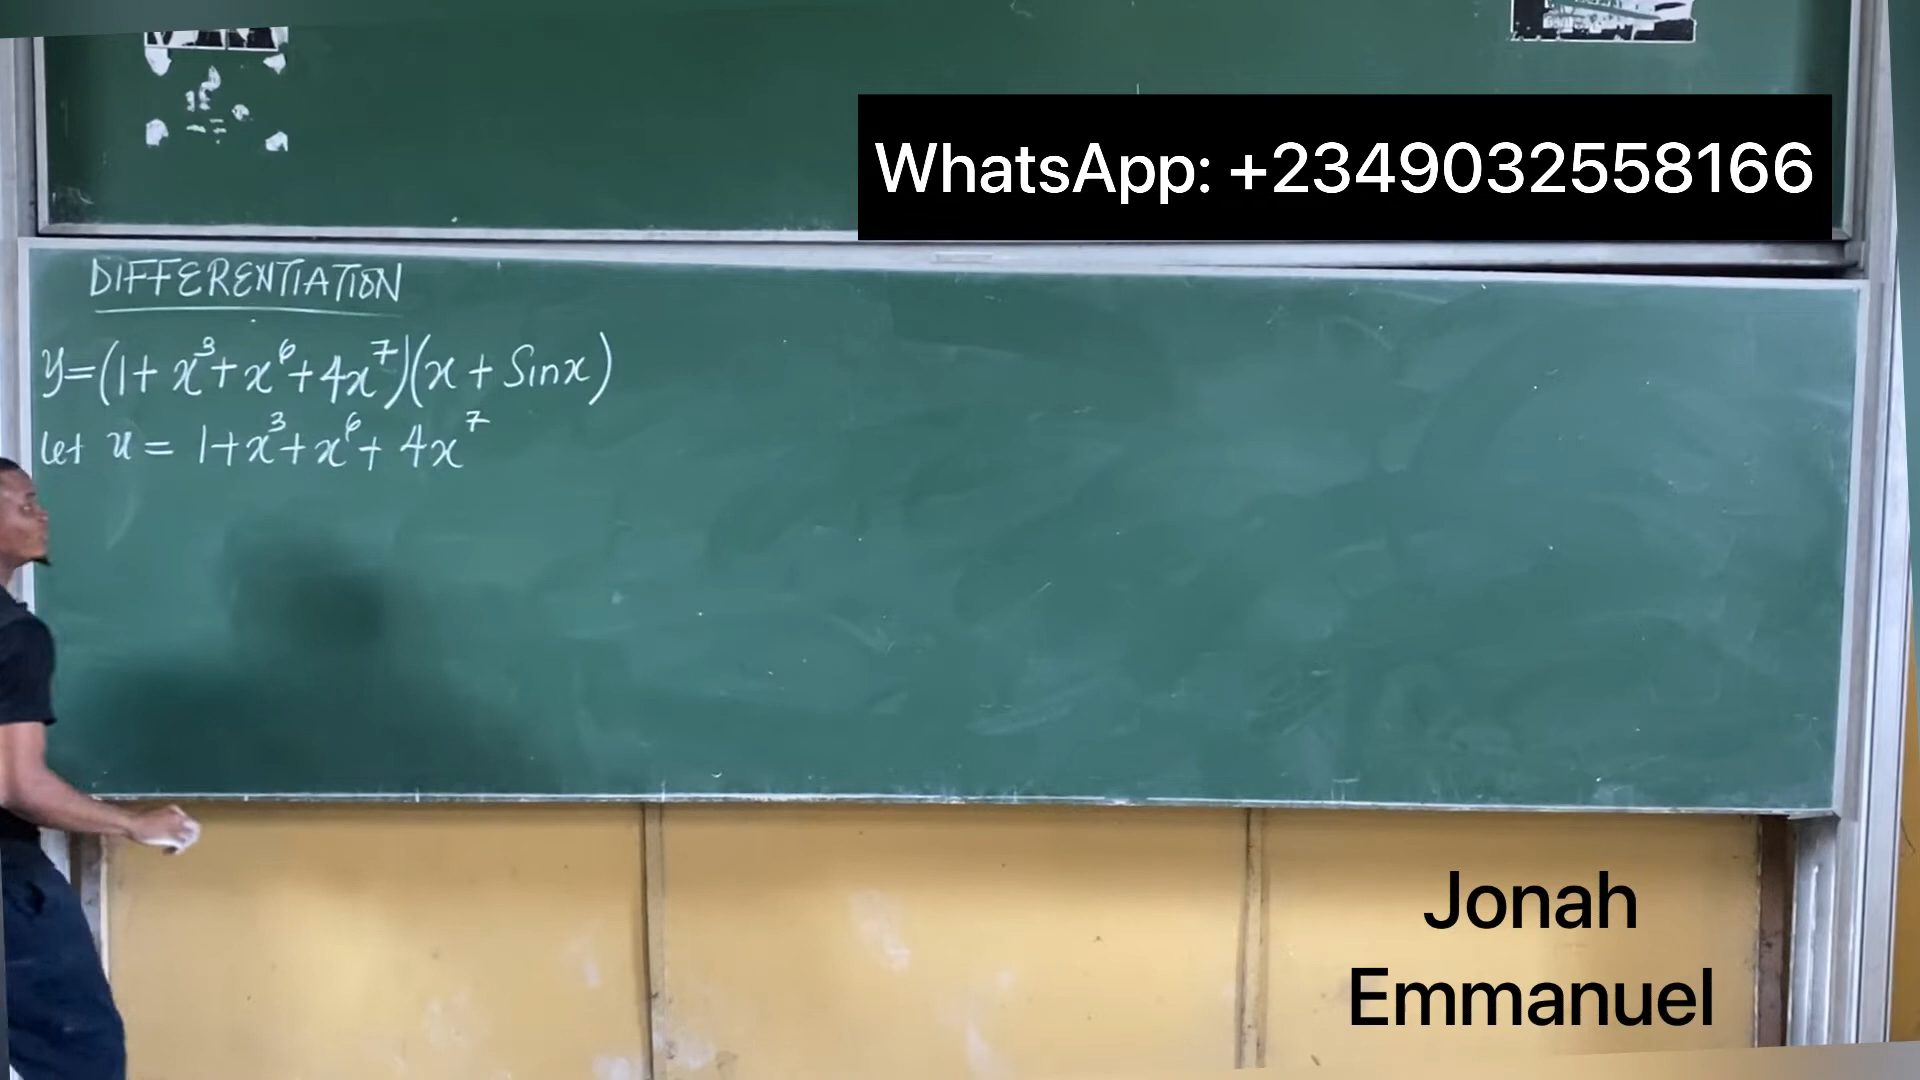 WhatsApp: +2349032558166
DIFFERENTIATION
y=(1+x³+x⁶+4x⁷)(x+Sinx)
let u = 1+x³+x⁶+4x⁷
Jonah
Emmanuel